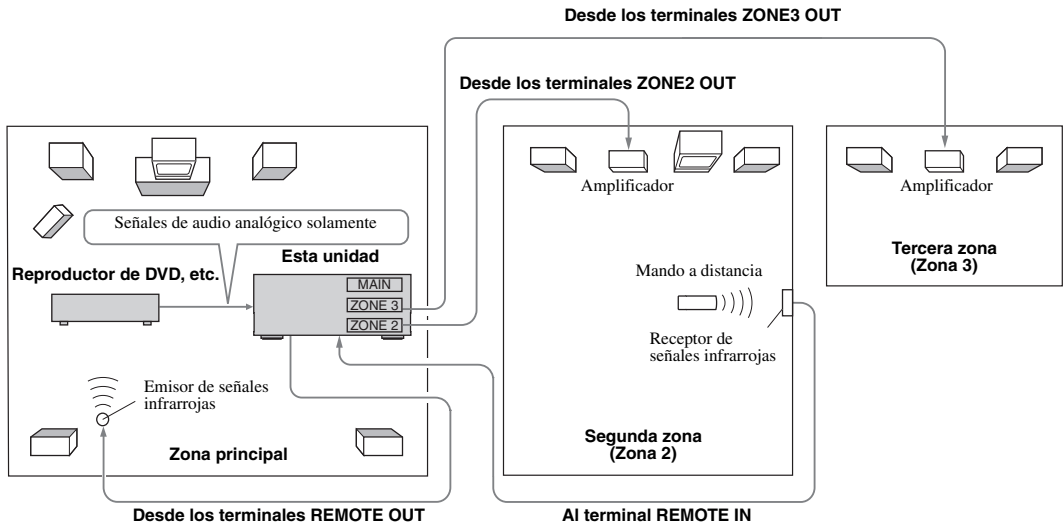 Desde los terminales ZONE3 OUT
Desde los terminales ZONE2 OUT
Amplificador
Amplificador
Señales de audio analógico solamente
Esta unidad
Reproductor de DVD, etc.
MAIN
ZONE 3
ZONE 2
Tercera zona
(Zona 3)
Mando a distancia
Receptor de
señales infrarrojas
Emisor de señales
infrarrojas
Zona principal
Segunda zona
(Zona 2)
Desde los terminales REMOTE OUT
Al terminal REMOTE IN